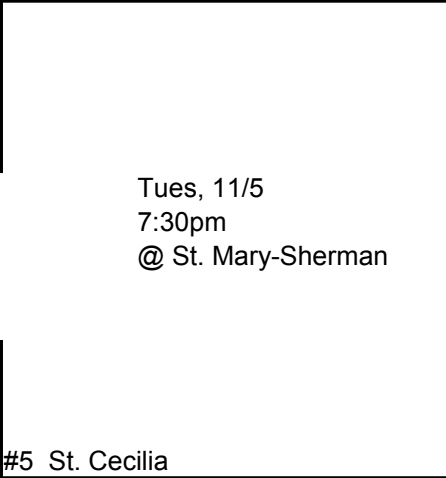 Tues, 11/5
7:30pm
@ St. Mary-Sherman
#5 St. Cecilia